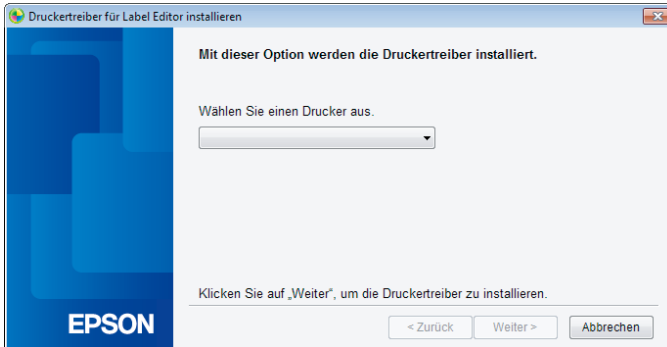 Druckertreiber für Label Editor installieren
Mit dieser Option werden die Druckertreiber installiert.
Wählen Sie einen Drucker aus.
Klicken Sie auf „Weiter“, um die Druckertreiber zu installieren.
EPSON
< Zurück
Weiter >
Abbrechen